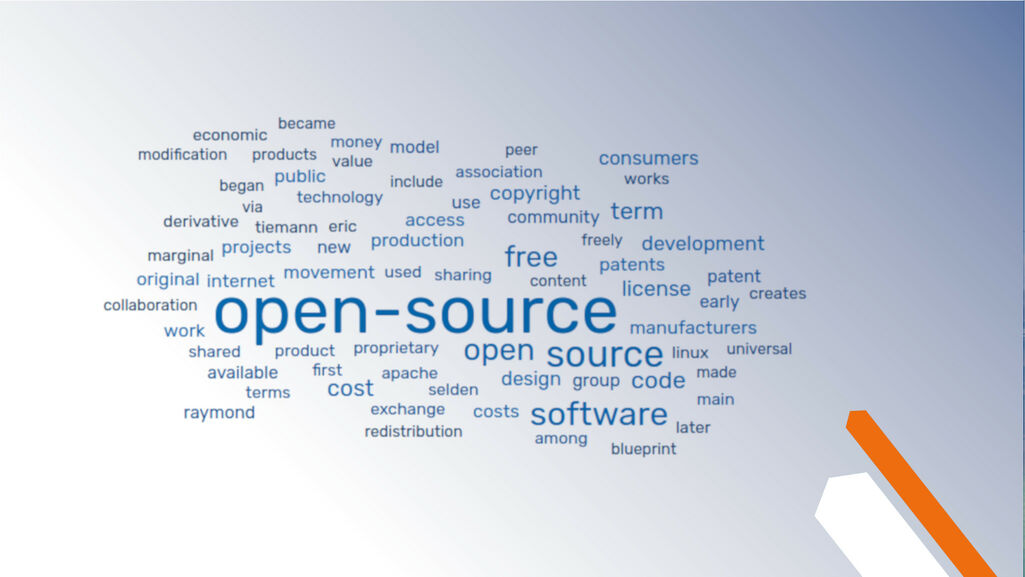 became
economic
money model
modification products value
peer
consumers
public
association
works
began
include
technology
use copyright
via
access
community term
derivative
tiemann eric
projects new production
freely development
marginal
free
patents
original internet movement used sharing
content
patent
license
early creates
collaboration
open-source
work
manufacturers
shared product proprietary
open source linux universal
available first apache
design group code made
terms cost selden
main
raymond exchange costs software
later
redistribution
among
blueprint